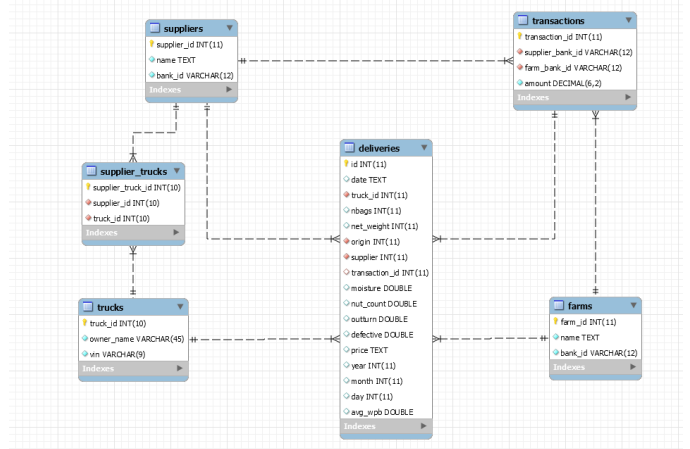 suppliers
supplier_id INT(11)
name TEXT
bank_id VARCHAR(12)
Indexes
transactions
transaction_id INT(11)
supplier_bank_id VARCHAR(12)
farm_bank_id VARCHAR(12)
amount DECIMAL(6,2)
Indexes
supplier_trucks
supplier_truck_id INT(10)
supplier_id INT(10)
truck_id INT(10)
Indexes
deliveries
id INT(11)
date TEXT
truck_id INT(11)
nbags INT(11)
net_weight INT(11)
origin INT(11)
supplier INT(11)
transaction_id INT(11)
moisture DOUBLE
nut_count DOUBLE
outturn DOUBLE
defective DOUBLE
price TEXT
year INT(11)
month INT(11)
day INT(11)
avg_wpb DOUBLE
Indexes
trucks
truck_id INT(10)
owner_name VARCHAR(45)
vin VARCHAR(9)
Indexes
farms
farm_id INT(11)
name TEXT
bank_id VARCHAR(12)
Indexes